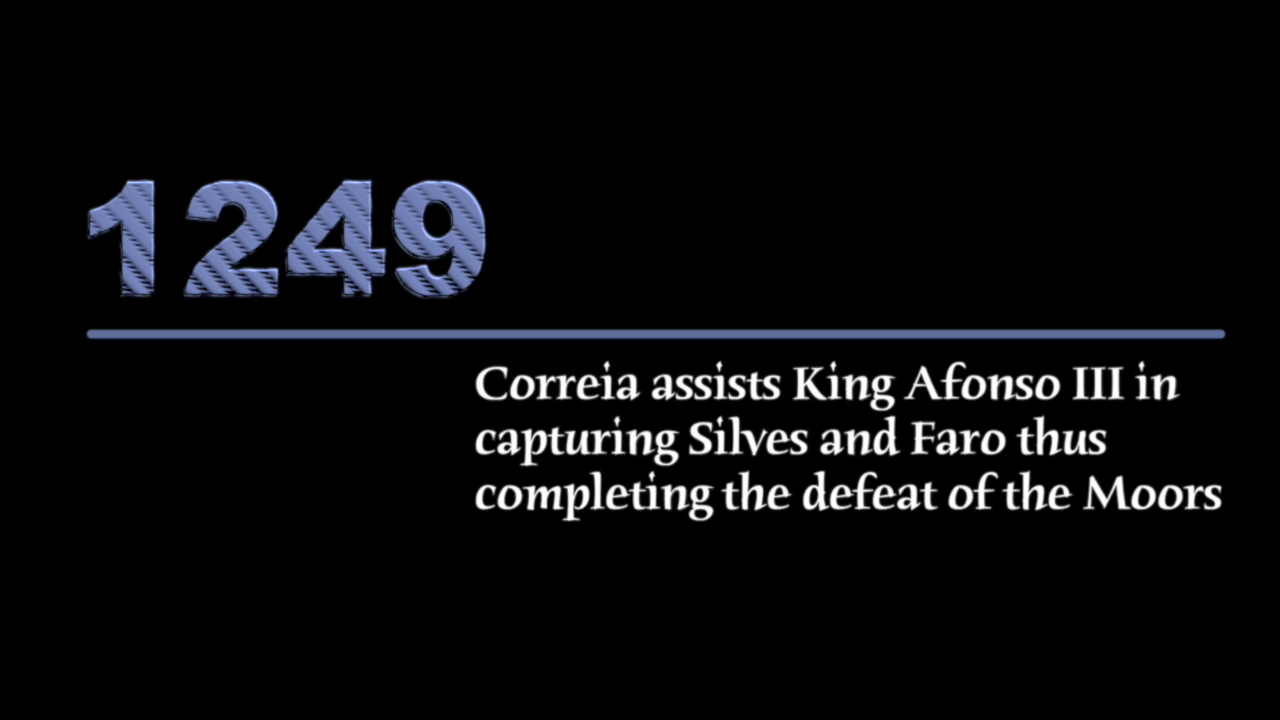 1249
Correia assists King Afonso III in
capturing Silves and Faro thus
completing the defeat of the Moors